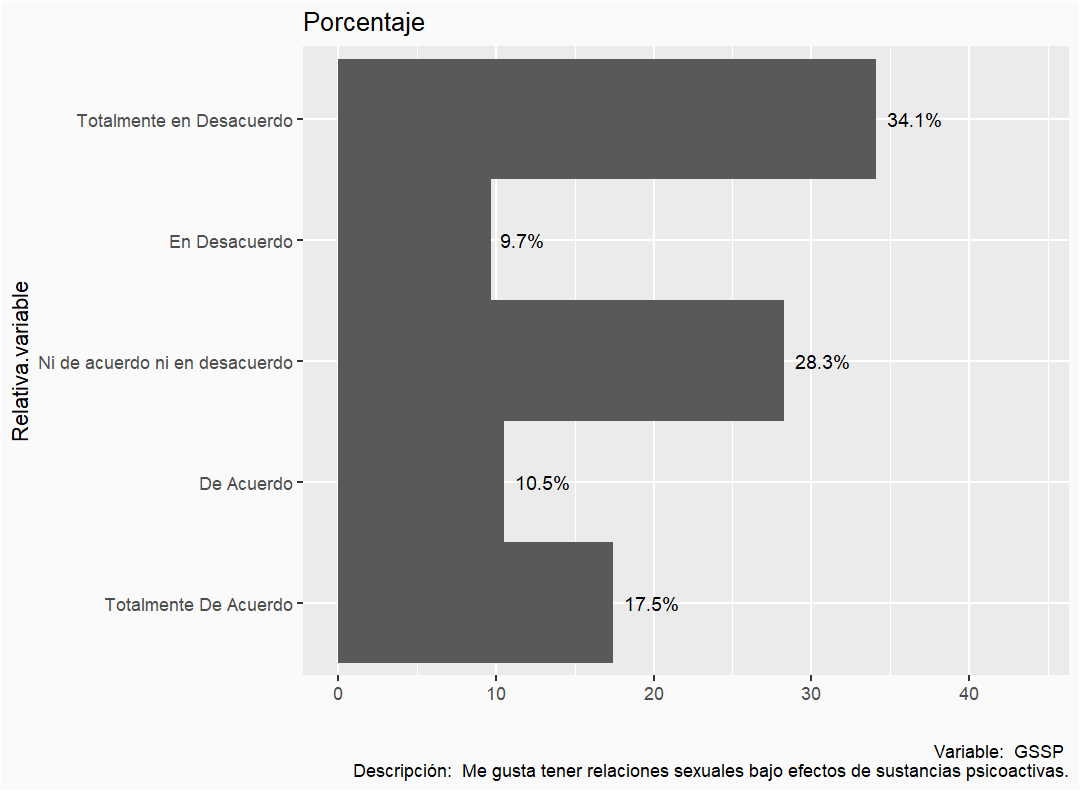 Porcentaje
Relativa.variable
Totalmente en Desacuerdo
34.1%
En Desacuerdo
9.7%
Ni de acuerdo ni en desacuerdo
28.3%
De Acuerdo
10.5%
Totalmente De Acuerdo
17.5%
0 10 20 30 40
Variable:  GSSP
Descripción:  Me gusta tener relaciones sexuales bajo efectos de sustancias psicoactivas.